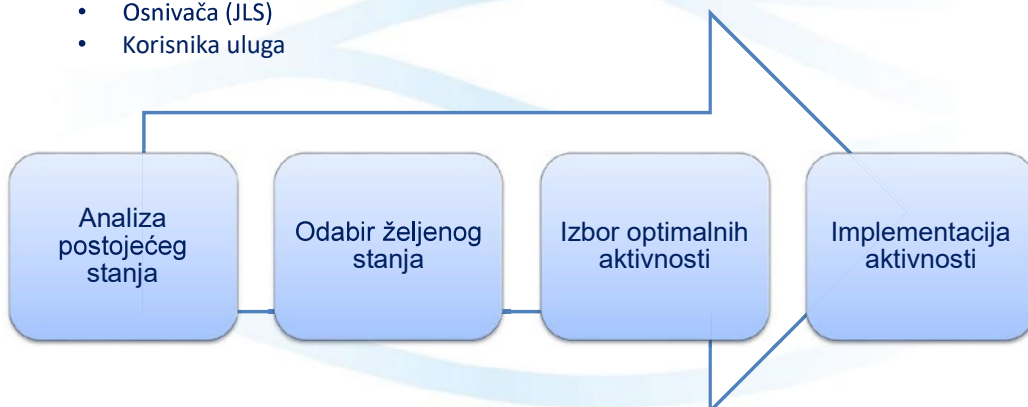 • Osnivača (JLS)
• Korisnika uluga
Analiza
postojećeg
stanja
Odabir željenog
stanja
Izbor optimalnih
aktivnosti
Implementacija
aktivnosti